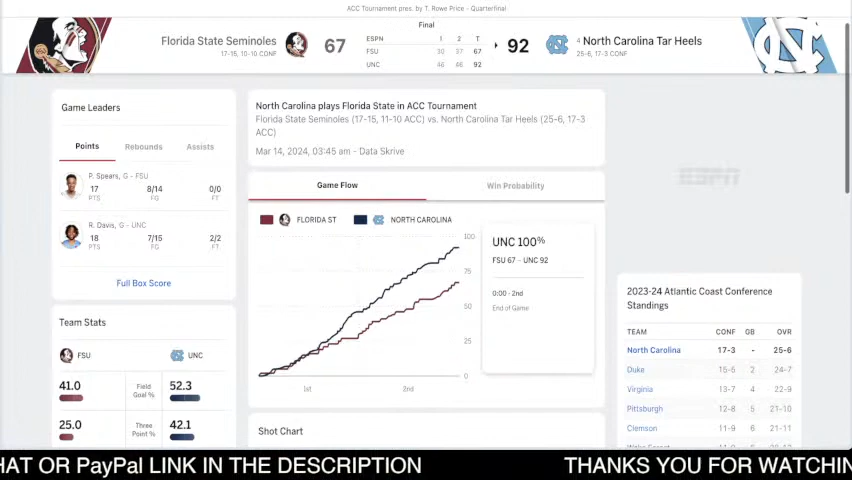 ACC Tournament pres. by T. Rowe Price - Quarterfinal
Final
Florida State Seminoles
17-15, 10-10 CONF
67
ESPN 1 2 T
FSU 30 37 67
UNC 46 46 92
92
4 North Carolina Tar Heels
25-6, 17-3 CONF
Game Leaders
Points Rebounds Assists
P. Spears, G - FSU
17 8/14 0/0
PTS FG FT
R. Davis, G - UNC
18 7/15 2/2
PTS FG FT
Full Box Score
Team Stats
FSU UNC
41.0 Field Goal % 52.3
25.0 Three Point % 42.1
North Carolina plays Florida State in ACC Tournament
Florida State Seminoles (17-15, 11-10 ACC) vs. North Carolina Tar Heels (25-6, 17-3
ACC)
Mar 14, 2024, 03:45 am - Data Skrive
Game Flow Win Probability
FLORIDA ST NORTH CAROLINA
100
75
50
25
0
1st 2nd
UNC 100%
FSU 67 - UNC 92
0:00 - 2nd
End of Game
Shot Chart
ESPN
2023-24 Atlantic Coast Conference
Standings
TEAM CONF GB OVR
North Carolina 17-3 - 25-6
Duke 15-5 2 24-7
Virginia 13-7 4 22-9
Pittsburgh 12-8 5 21-10
Clemson 11-9 6 21-11
HAT OR PayPal LINK IN THE DESCRIPTION
THANKS YOU FOR WATCHIN